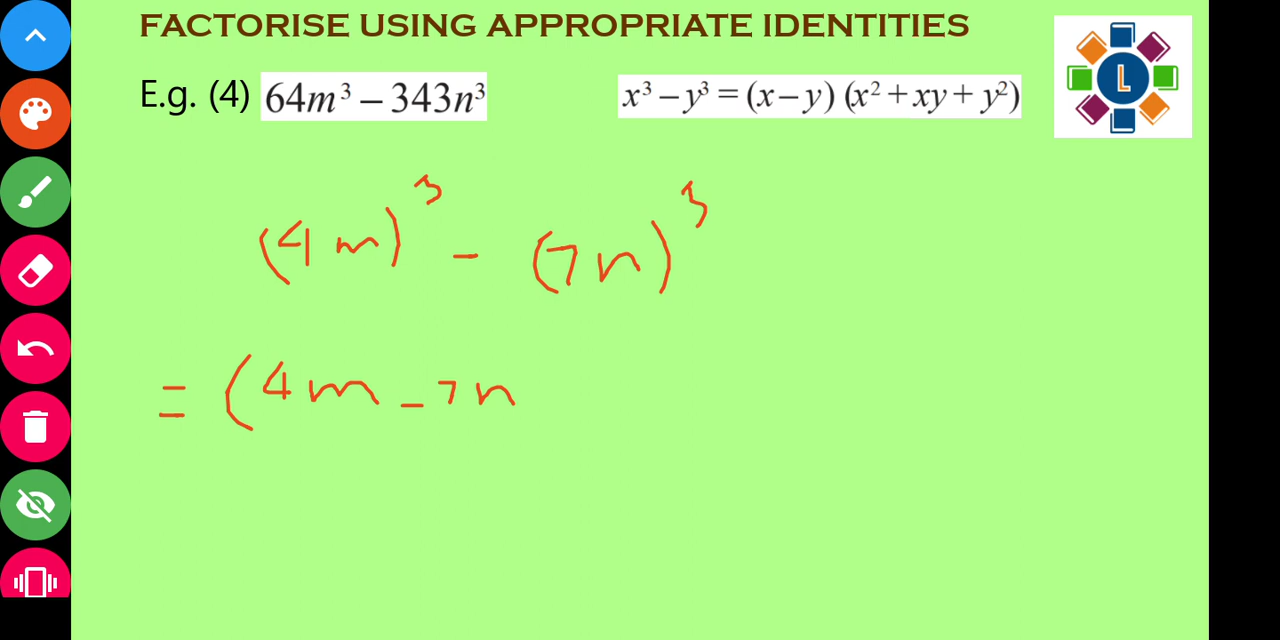 FACTORISE USING APPROPRIATE IDENTITIES
E.g. (4) 64m³ – 343n³ x³ – y³ = (x – y) (x² + xy + y²)
L
(4m)³ - (7n)³
= (4m - 7n